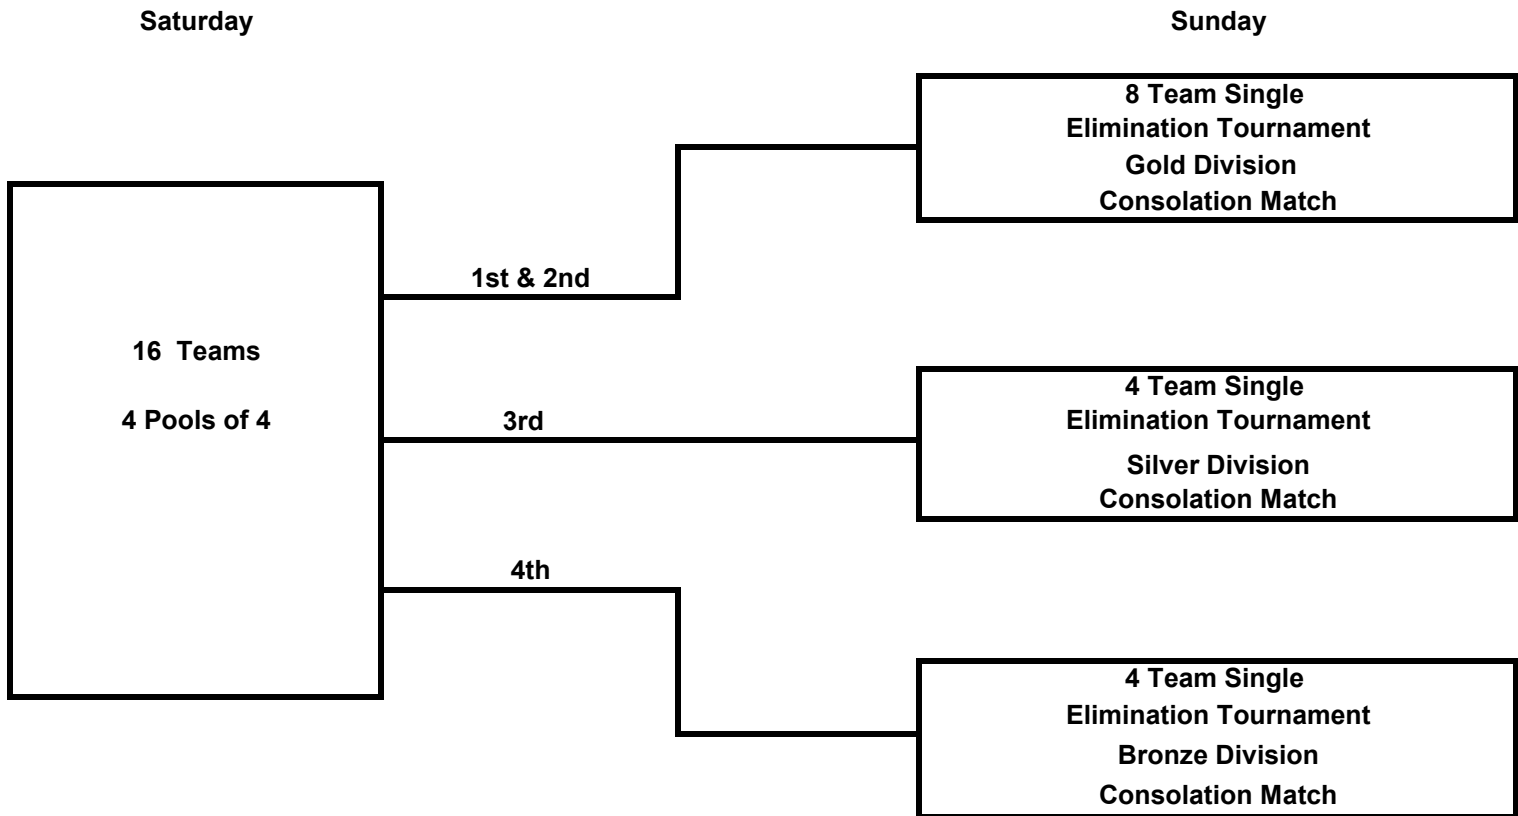 Saturday
Sunday
8 Team Single
Elimination Tournament
Gold Division
Consolation Match
1st & 2nd
16 Teams
4 Pools of 4
3rd
4 Team Single
Elimination Tournament
Silver Division
Consolation Match
4th
4 Team Single
Elimination Tournament
Bronze Division
Consolation Match